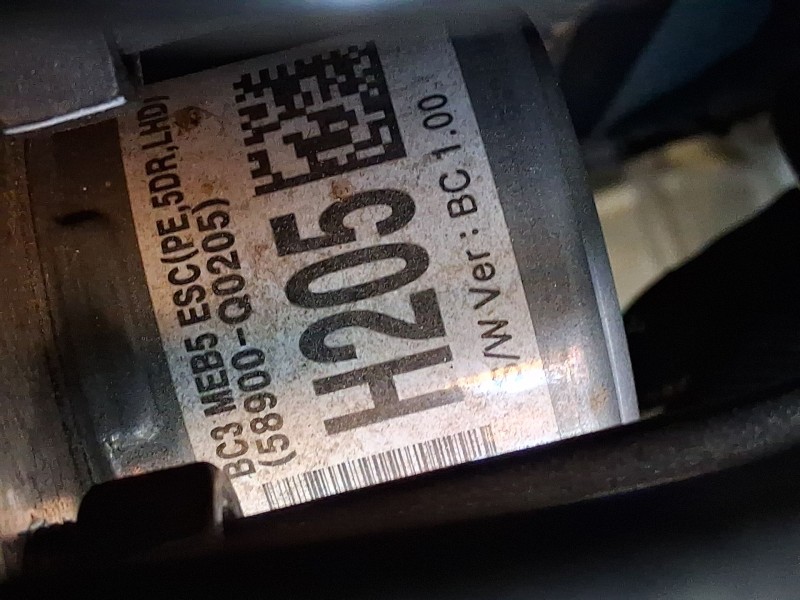 BC3 MEB5 ESC(PE,5DR,LHD)
(58900-Q0205)
H205
S/W Ver : BC 1.00